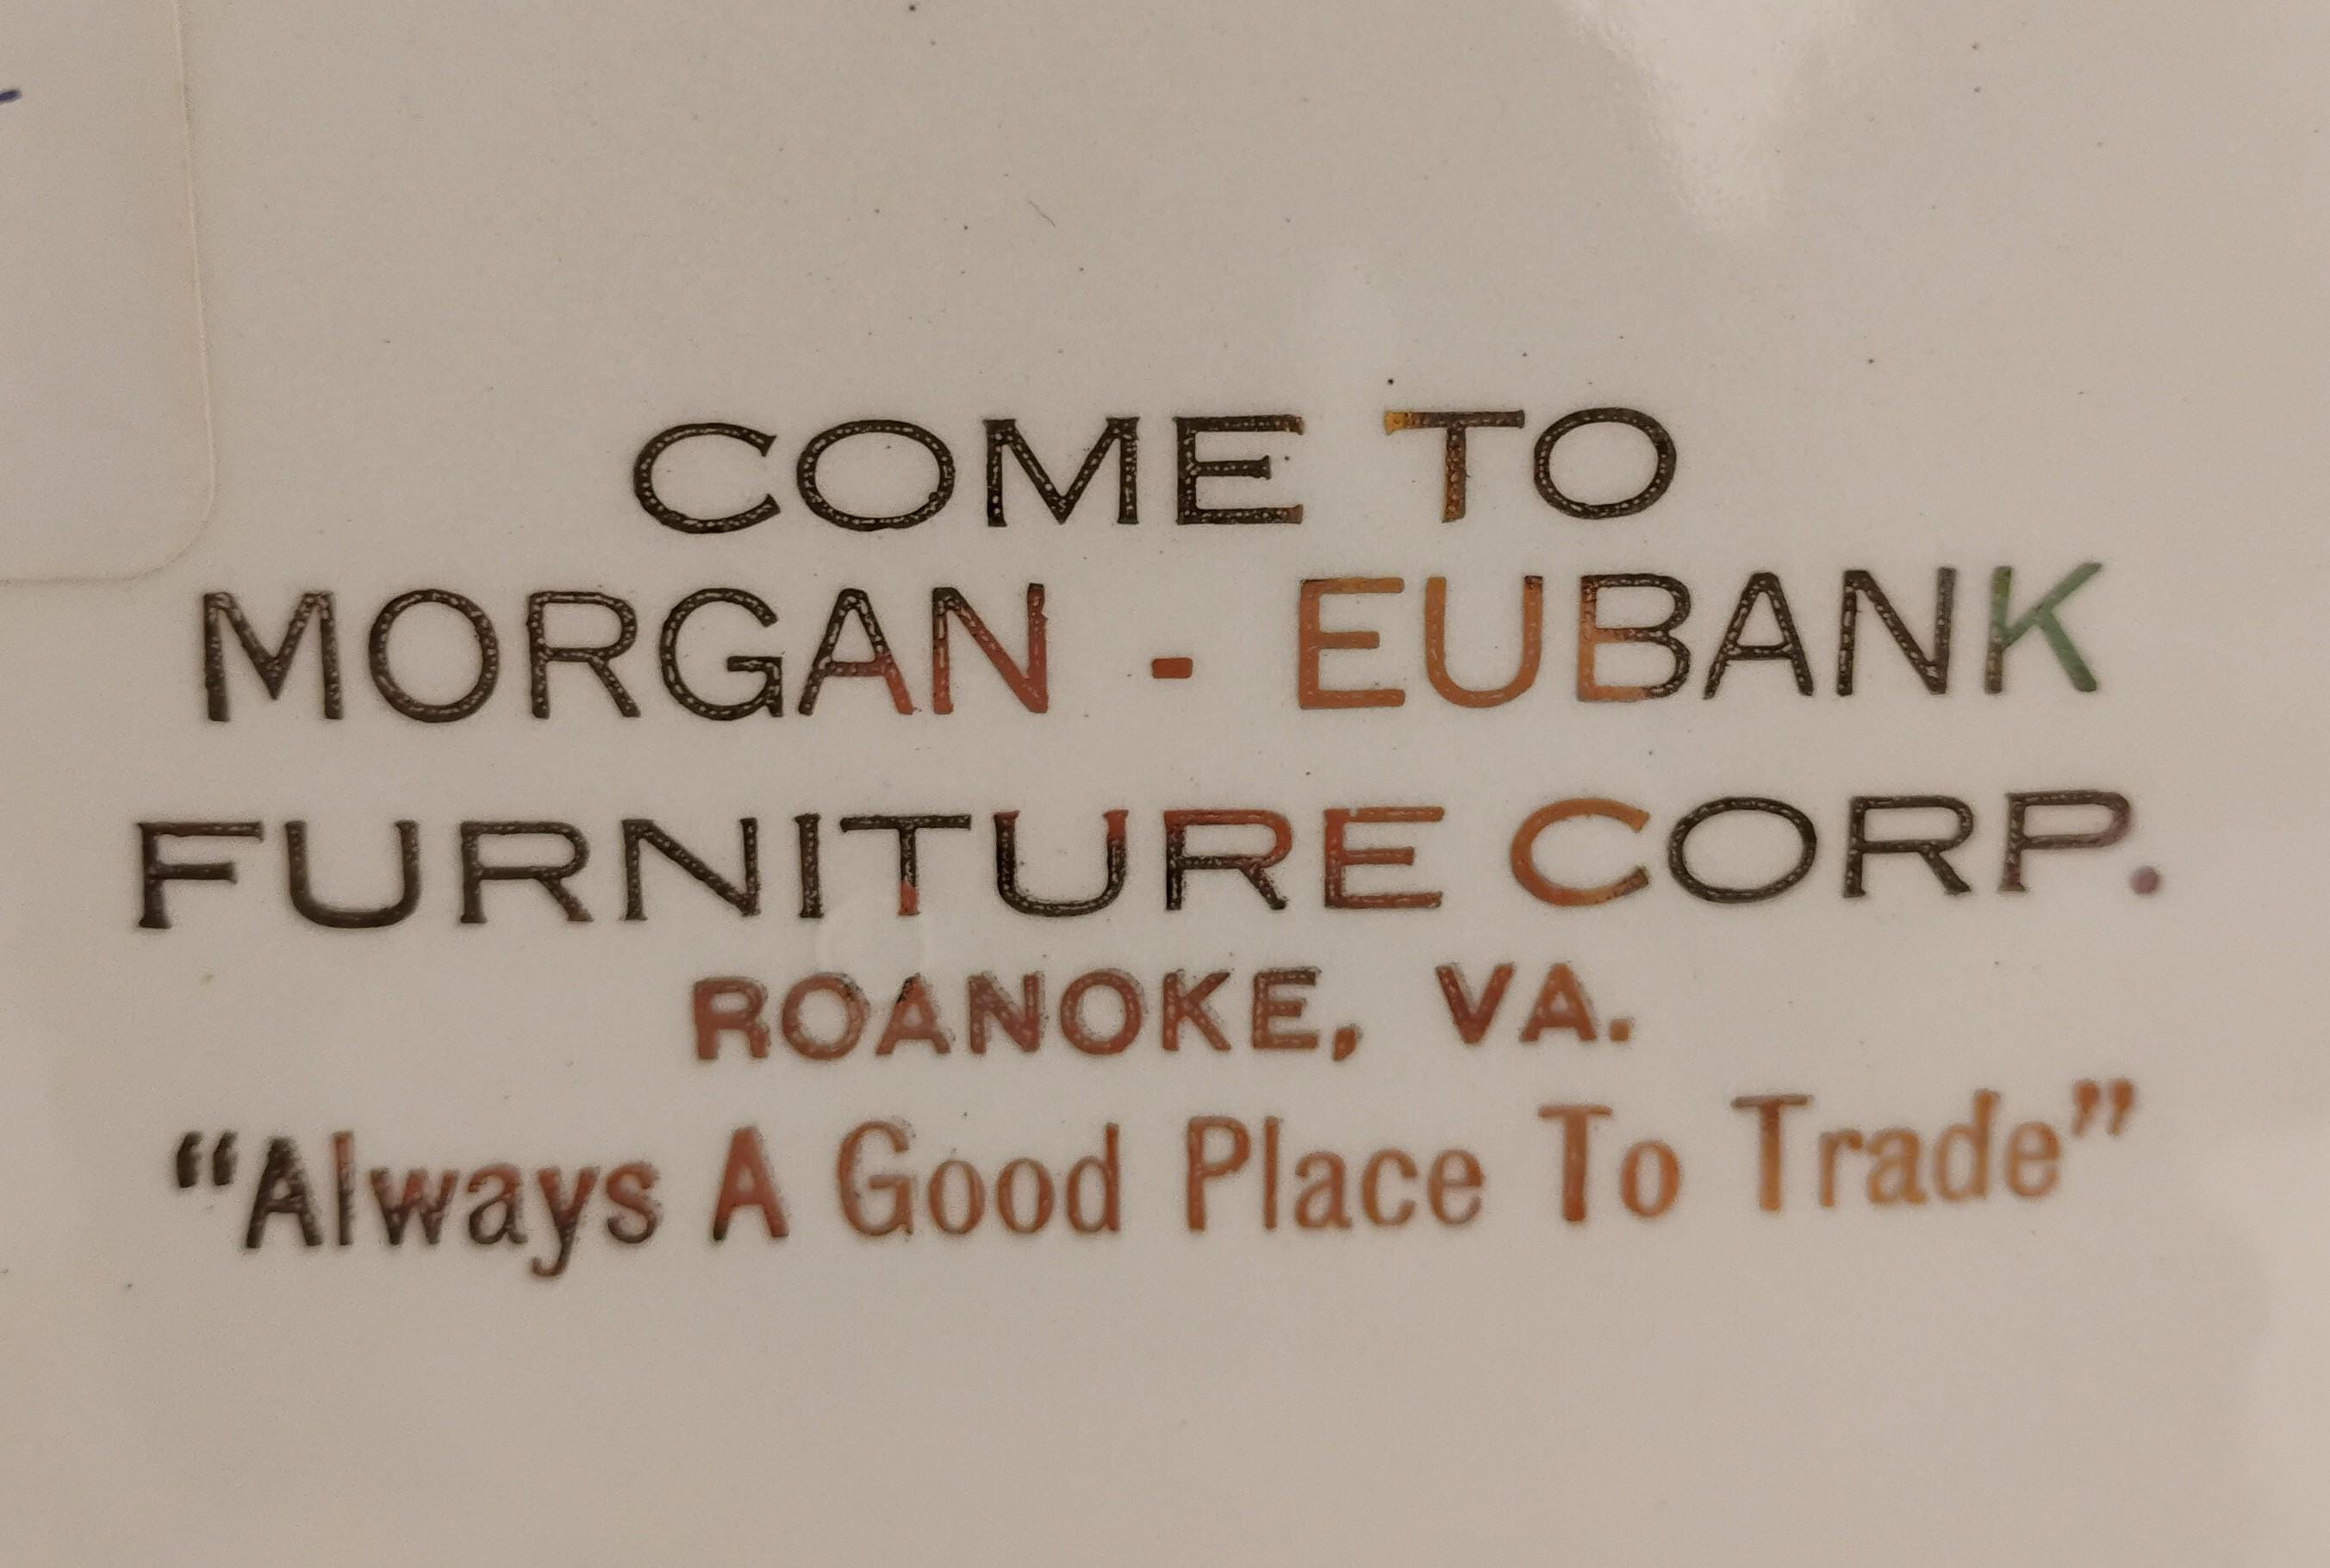 COME TO
MORGAN - EUBANK
FURNITURE CORP.
ROANOKE, VA.
“Always A Good Place To Trade”